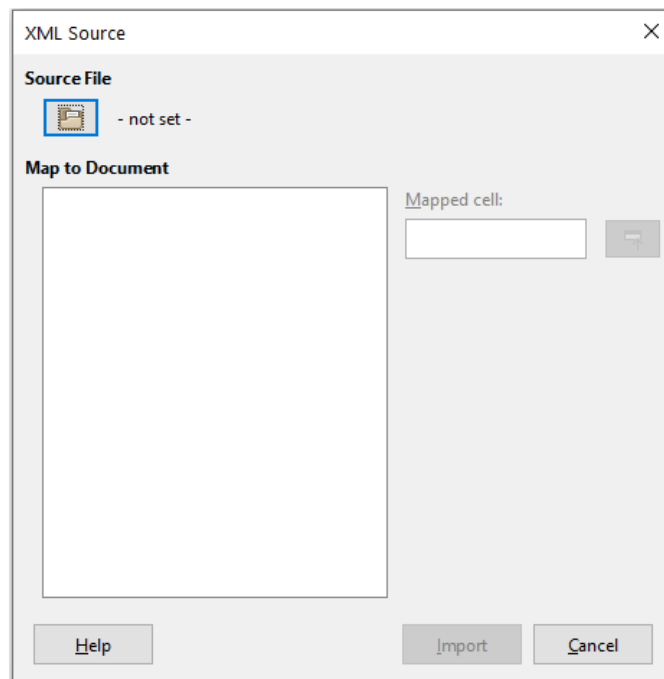 XML Source
Source File
- not set -
Map to Document
Mapped cell:
Help
Import
Cancel